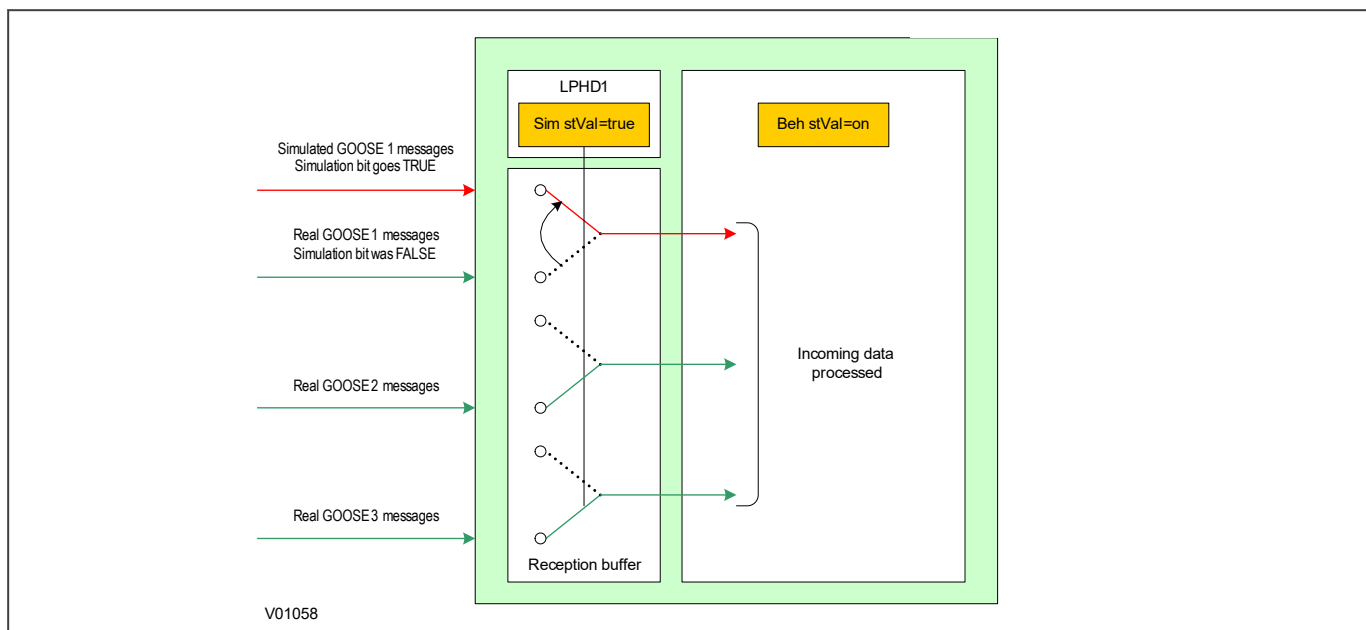 LPHD1
Sim stVal=true
Beh stVal=on
Simulated GOOSE 1 messages
Simulation bit goes TRUE
Real GOOSE 1 messages
Simulation bit was FALSE
Real GOOSE 2 messages
Real GOOSE 3 messages
Incoming data
processed
Reception buffer
V01058